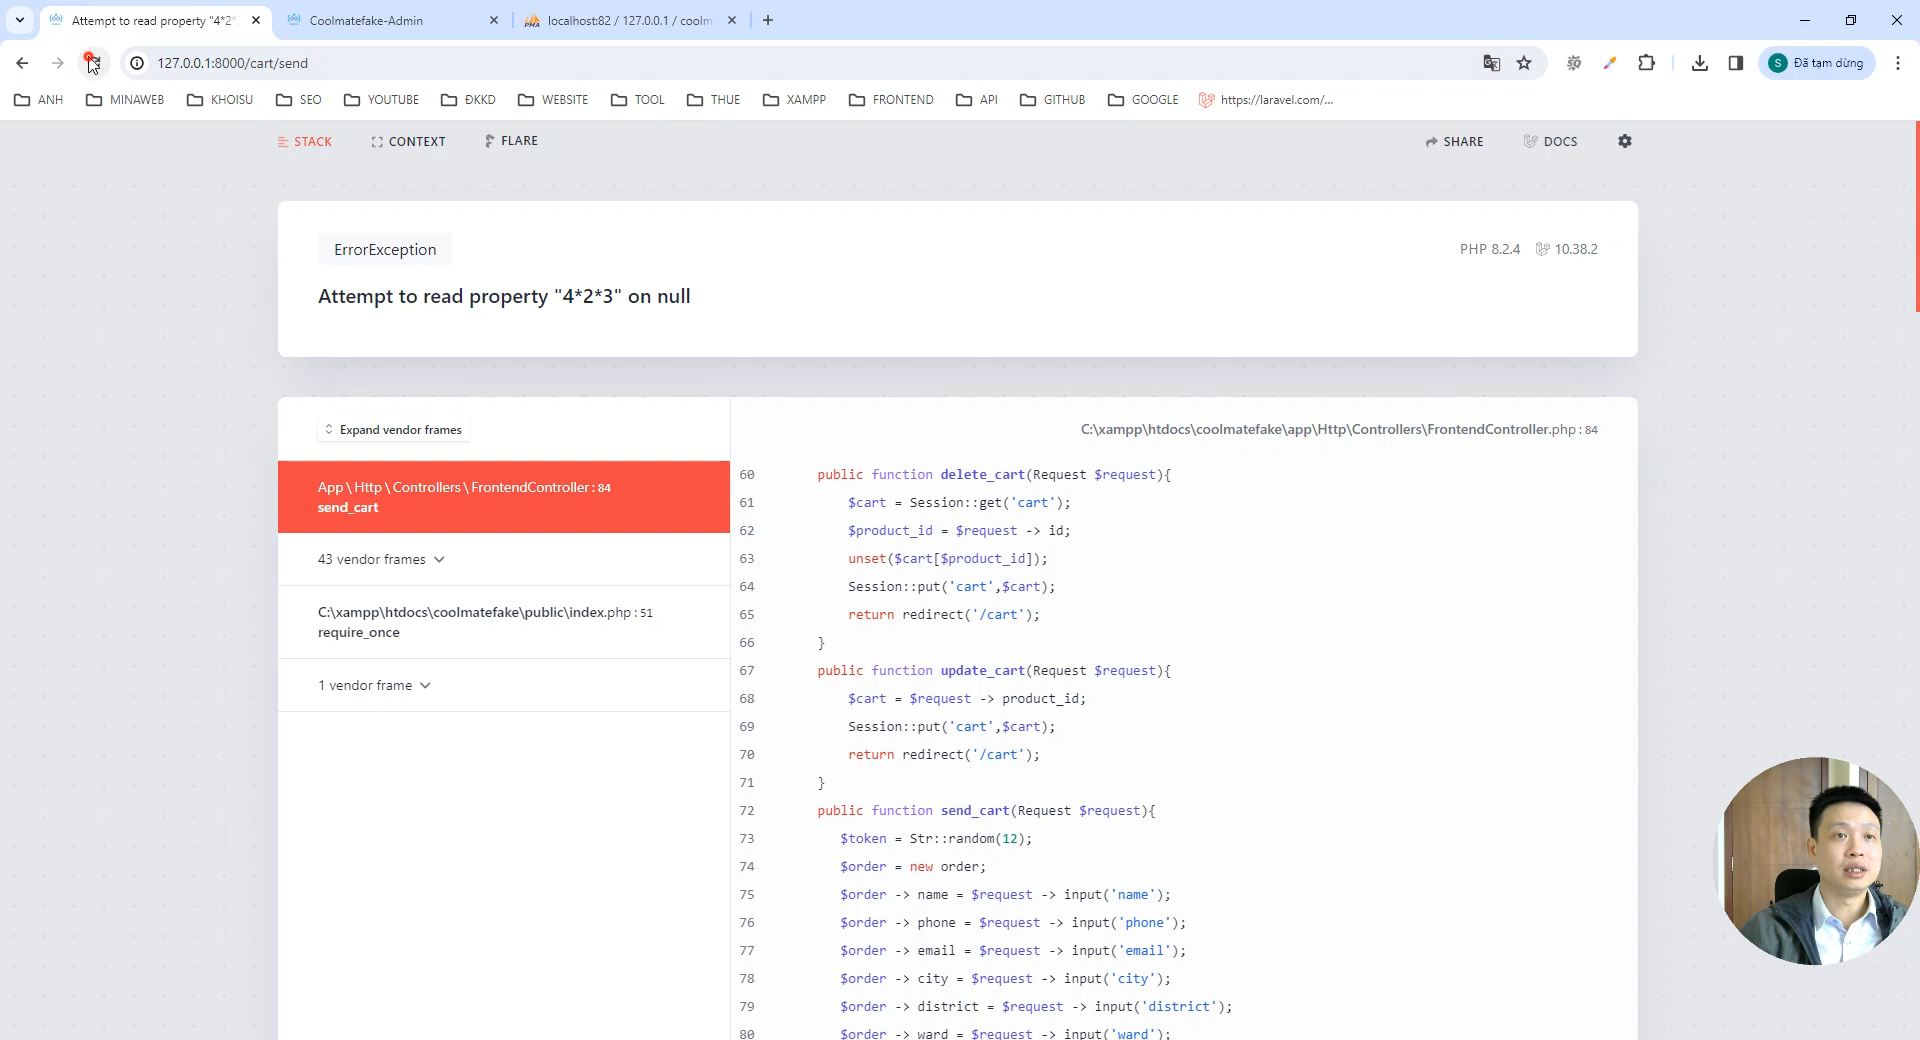 Attempt to read property "4*2"
Coolmatefake-Admin
localhost:82 / 127.0.0.1 / coolm
127.0.0.1:8000/cart/send
S Đã tạm dừng
ANH MINAWEB KHOISU SEO YOUTUBE ĐKKD WEBSITE TOOL THUE XAMPP FRONTEND API GITHUB GOOGLE https://laravel.com/...
STACK CONTEXT FLARE SHARE DOCS
ErrorException
PHP 8.2.4 10.38.2
Attempt to read property "4*2*3" on null
Expand vendor frames
App \ Http \ Controllers \ FrontendController : 84
send_cart
43 vendor frames
C:\xampp\htdocs\coolmatefake\public\index.php : 51
require_once
1 vendor frame
C:\xampp\htdocs\coolmatefake\app\Http\Controllers\FrontendController.php : 84
60 public function delete_cart(Request $request){
61 $cart = Session::get('cart');
62 $product_id = $request -> id;
63 unset($cart[$product_id]);
64 Session::put('cart',$cart);
65 return redirect('/cart');
66 }
67 public function update_cart(Request $request){
68 $cart = $request -> product_id;
69 Session::put('cart',$cart);
70 return redirect('/cart');
71 }
72 public function send_cart(Request $request){
73 $token = Str::random(12);
74 $order = new order;
75 $order -> name = $request -> input('name');
76 $order -> phone = $request -> input('phone');
77 $order -> email = $request -> input('email');
78 $order -> city = $request -> input('city');
79 $order -> district = $request -> input('district');
80 $order -> ward = $request -> input('ward');